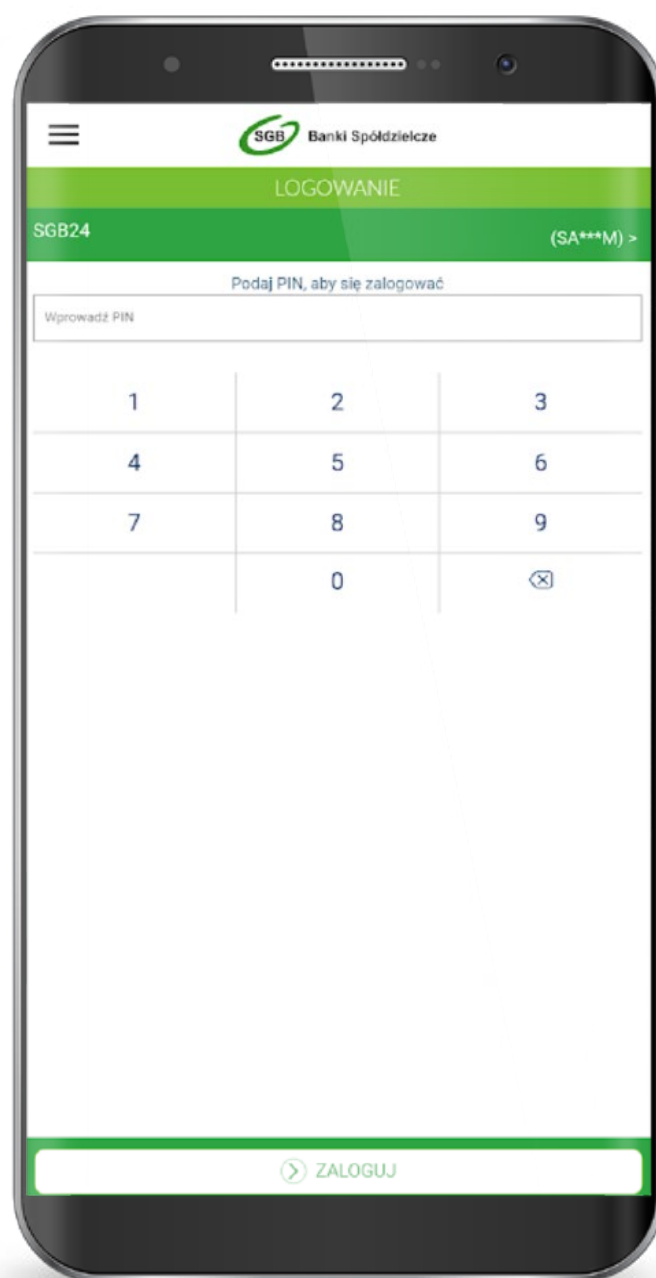 SGB Banki Spółdzielcze
LOGOWANIE
SGB24 (SA***M) >
Podaj PIN, aby się zalogować
Wprowadź PIN
1 2 3
4 5 6
7 8 9
0
ZALOGUJ